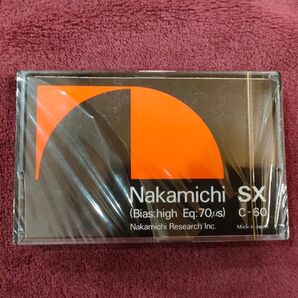 Nakamichi SX
(Bias:high Eq:70μs) C-60
Nakamichi Research Inc. Made in Japan